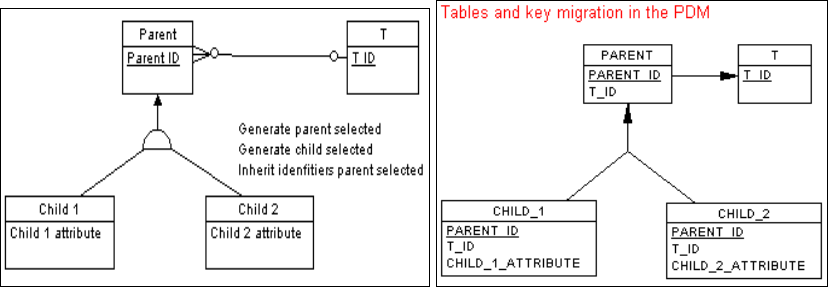 Parent
Parent ID
T
T ID
Generate parent selected
Generate child selected
Inherit idenfitiers parent selected
Child 1
Child 1 attribute
Child 2
Child 2 attribute
Tables and key migration in the PDM
PARENT
PARENT_ID
T_ID
T
T_ID
CHILD_1
PARENT_ID
T_ID
CHILD_1_ATTRIBUTE
CHILD_2
PARENT_ID
T_ID
CHILD_2_ATTRIBUTE